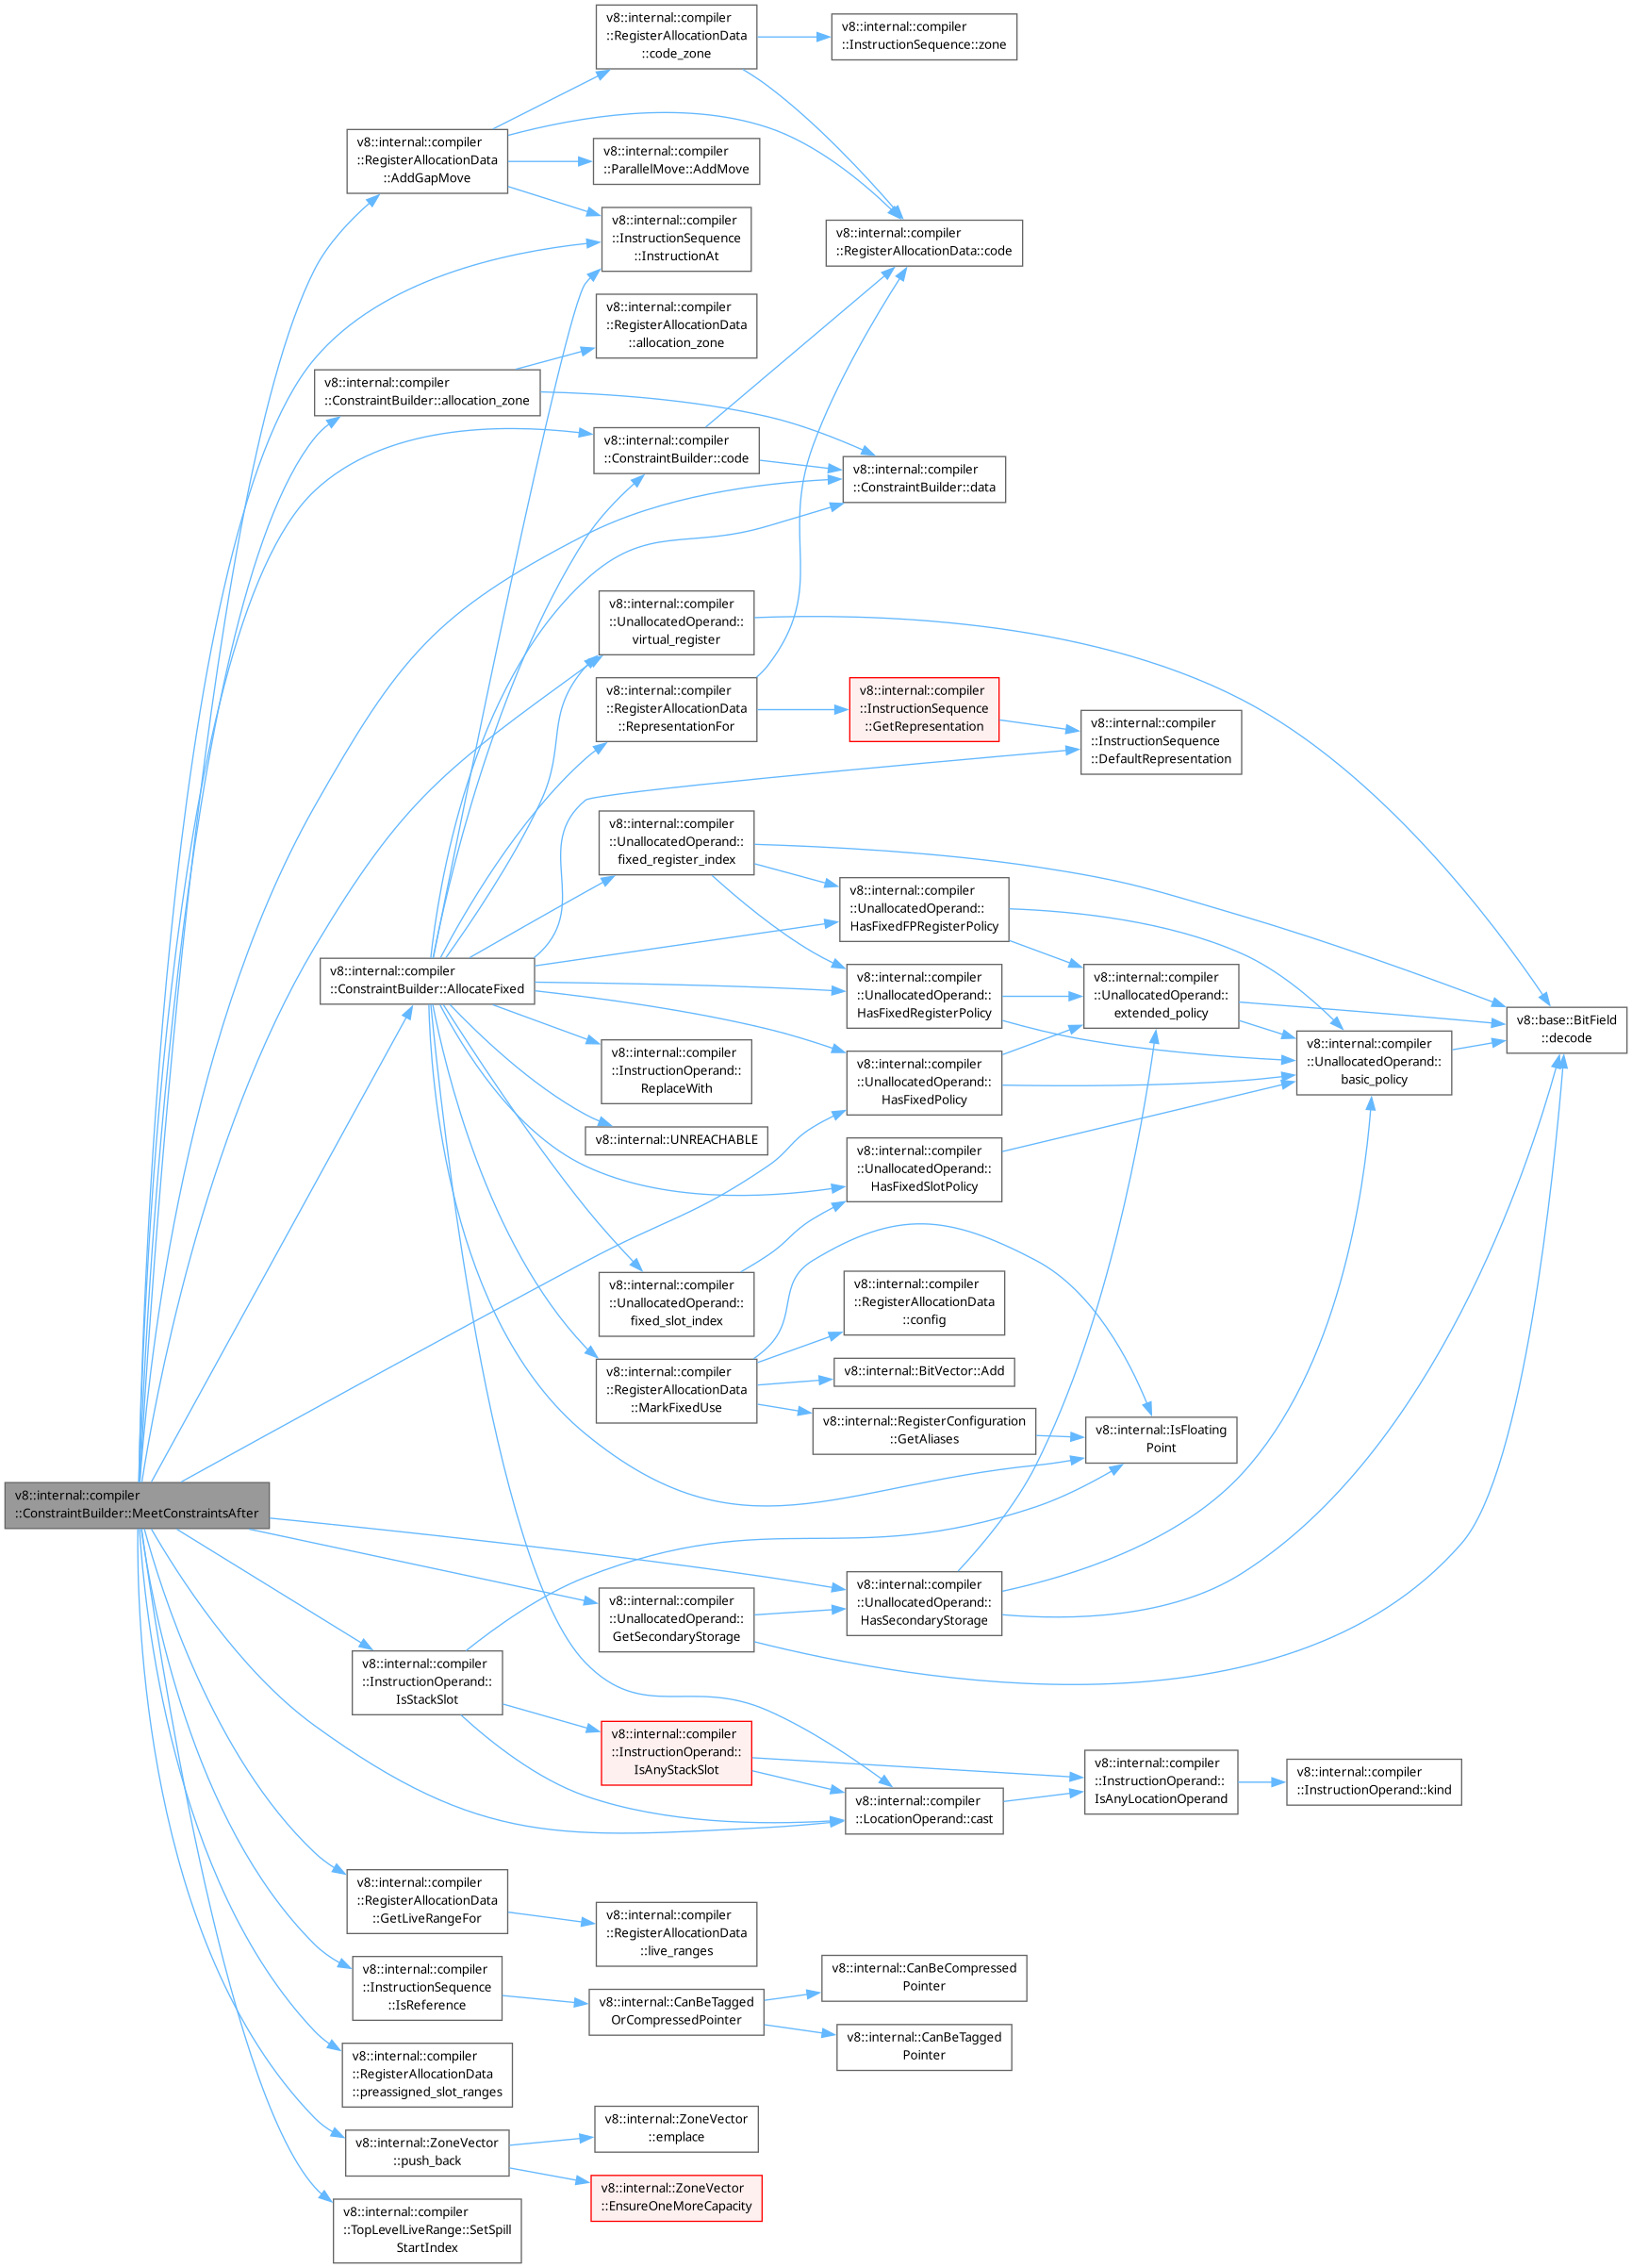 v8::internal::compiler
::RegisterAllocationData
::code_zone
v8::internal::compiler
::InstructionSequence::zone
v8::internal::compiler
::RegisterAllocationData
::AddGapMove
v8::internal::compiler
::ParallelMove::AddMove
v8::internal::compiler
::InstructionSequence
::InstructionAt
v8::internal::compiler
::RegisterAllocationData::code
v8::internal::compiler
::RegisterAllocationData
::allocation_zone
v8::internal::compiler
::ConstraintBuilder::allocation_zone
v8::internal::compiler
::ConstraintBuilder::code
v8::internal::compiler
::ConstraintBuilder::data
v8::internal::compiler
::UnallocatedOperand::
virtual_register
v8::internal::compiler
::RegisterAllocationData
::RepresentationFor
v8::internal::compiler
::InstructionSequence
::GetRepresentation
v8::internal::compiler
::InstructionSequence
::DefaultRepresentation
v8::internal::compiler
::UnallocatedOperand::
fixed_register_index
v8::internal::compiler
::UnallocatedOperand::
HasFixedFPRegisterPolicy
v8::internal::compiler
::ConstraintBuilder::AllocateFixed
v8::internal::compiler
::UnallocatedOperand::
HasFixedRegisterPolicy
v8::internal::compiler
::UnallocatedOperand::
extended_policy
v8::base::BitField
::decode
v8::internal::compiler
::UnallocatedOperand::
basic_policy
v8::internal::compiler
::InstructionOperand::
ReplaceWith
v8::internal::compiler
::UnallocatedOperand::
HasFixedPolicy
v8::internal::UNREACHABLE
v8::internal::compiler
::UnallocatedOperand::
HasFixedSlotPolicy
v8::internal::compiler
::UnallocatedOperand::
fixed_slot_index
v8::internal::compiler
::RegisterAllocationData
::config
v8::internal::compiler
::RegisterAllocationData
::MarkFixedUse
v8::internal::BitVector::Add
v8::internal::RegisterConfiguration
::GetAliases
v8::internal::IsFloating
Point
v8::internal::compiler
::ConstraintBuilder::MeetConstraintsAfter
v8::internal::compiler
::UnallocatedOperand::
GetSecondaryStorage
v8::internal::compiler
::UnallocatedOperand::
HasSecondaryStorage
v8::internal::compiler
::InstructionOperand::
IsStackSlot
v8::internal::compiler
::InstructionOperand::
IsAnyStackSlot
v8::internal::compiler
::LocationOperand::cast
v8::internal::compiler
::InstructionOperand::
IsAnyLocationOperand
v8::internal::compiler
::InstructionOperand::kind
v8::internal::compiler
::RegisterAllocationData
::GetLiveRangeFor
v8::internal::compiler
::RegisterAllocationData
::live_ranges
v8::internal::compiler
::InstructionSequence
::IsReference
v8::internal::CanBeTagged
OrCompressedPointer
v8::internal::CanBeCompressed
Pointer
v8::internal::CanBeTagged
Pointer
v8::internal::compiler
::RegisterAllocationData
::preassigned_slot_ranges
v8::internal::ZoneVector
::push_back
v8::internal::ZoneVector
::emplace
v8::internal::ZoneVector
::EnsureOneMoreCapacity
v8::internal::compiler
::TopLevelLiveRange::SetSpill
StartIndex